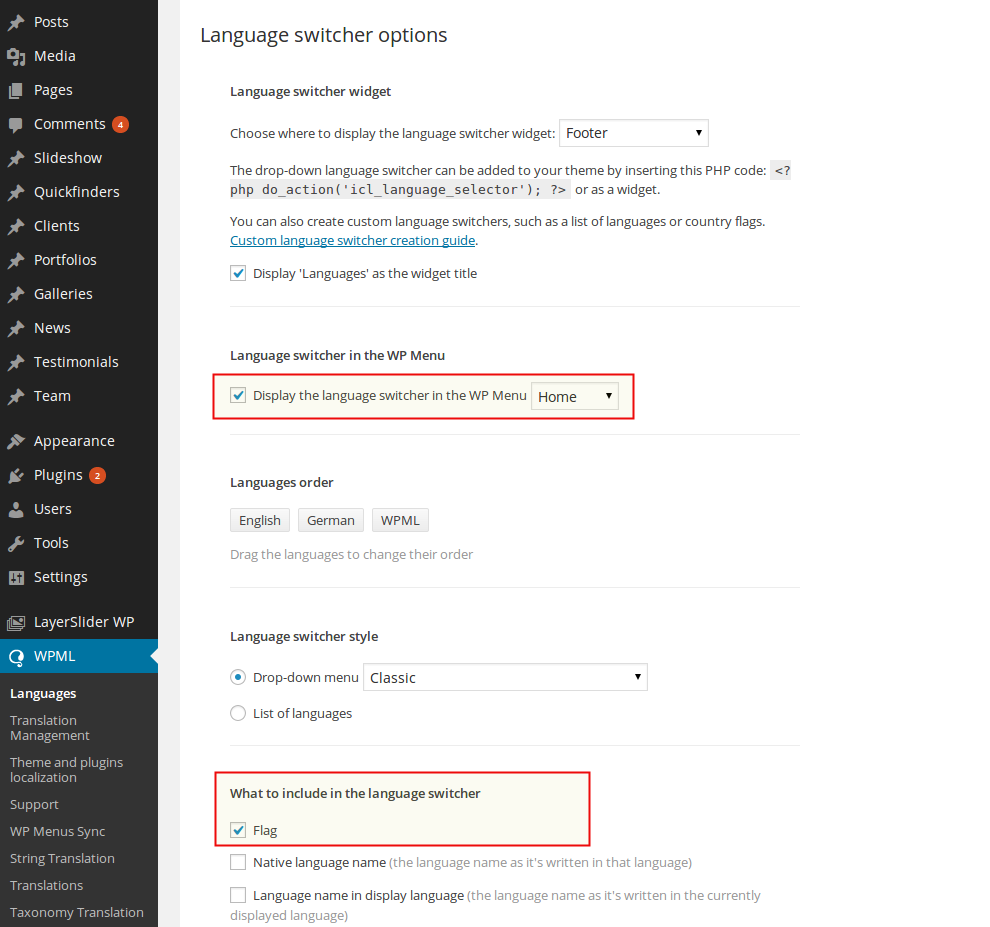 Posts
Media
Pages
Comments 4
Slideshow
Quickfinders
Clients
Portfolios
Galleries
News
Testimonials
Team
Appearance
Plugins 2
Users
Tools
Settings
LayerSlider WP
WPML
Languages
Translation
Management
Theme and plugins
localization
Support
WP Menus Sync
String Translation
Translations
Taxonomy Translation
Language switcher options
Language switcher widget
Choose where to display the language switcher widget: Footer
The drop-down language switcher can be added to your theme by inserting this PHP code: <?
php do_action('icl_language_selector'); ?> or as a widget.
You can also create custom language switchers, such as a list of languages or country flags.
Custom language switcher creation guide.
Display 'Languages' as the widget title
Language switcher in the WP Menu
Display the language switcher in the WP Menu Home
Languages order
English German WPML
Drag the languages to change their order
Language switcher style
Drop-down menu Classic
List of languages
What to include in the language switcher
Flag
Native language name (the language name as it's written in that language)
Language name in display language (the language name as it's written in the currently
displayed language)